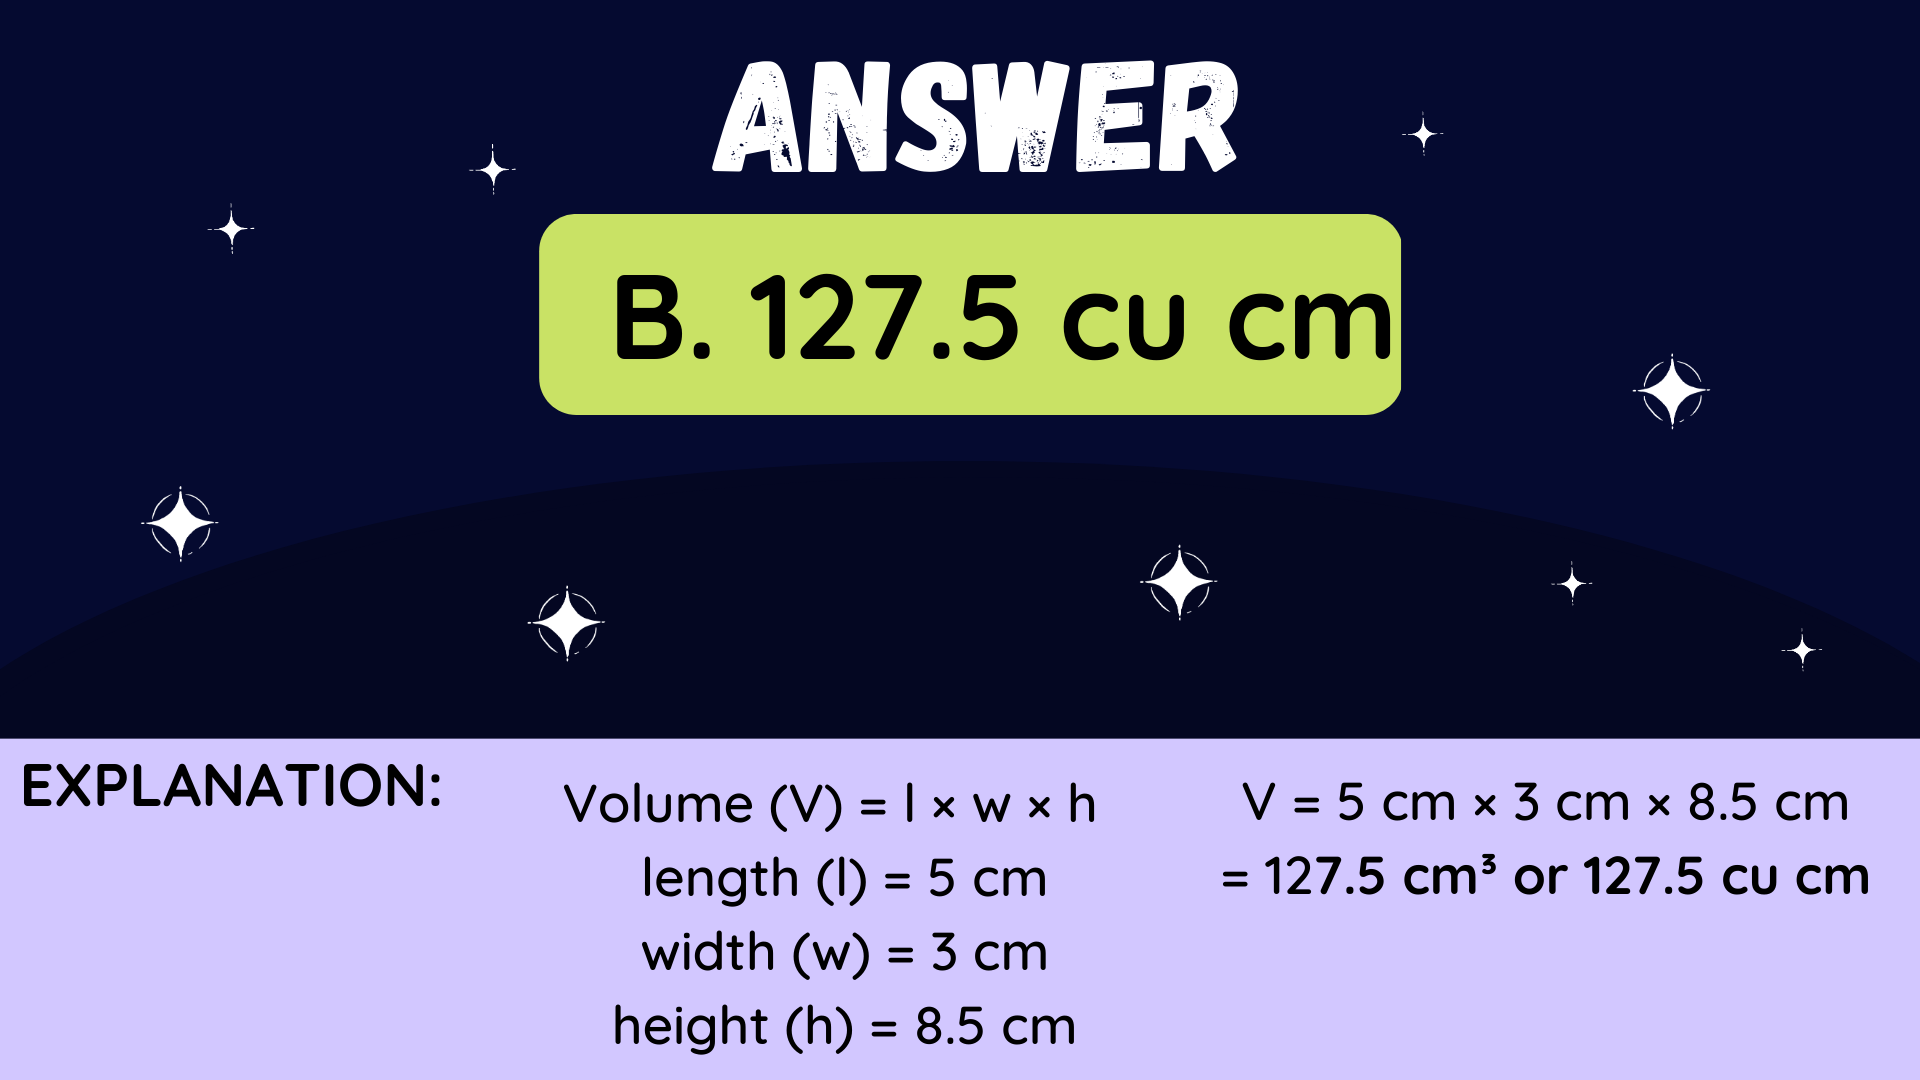 ANSWER
B. 127.5 cu cm
EXPLANATION:
Volume (V) = l × w × h
length (l) = 5 cm
width (w) = 3 cm
height (h) = 8.5 cm
V = 5 cm × 3 cm × 8.5 cm
= 127.5 cm³ or 127.5 cu cm